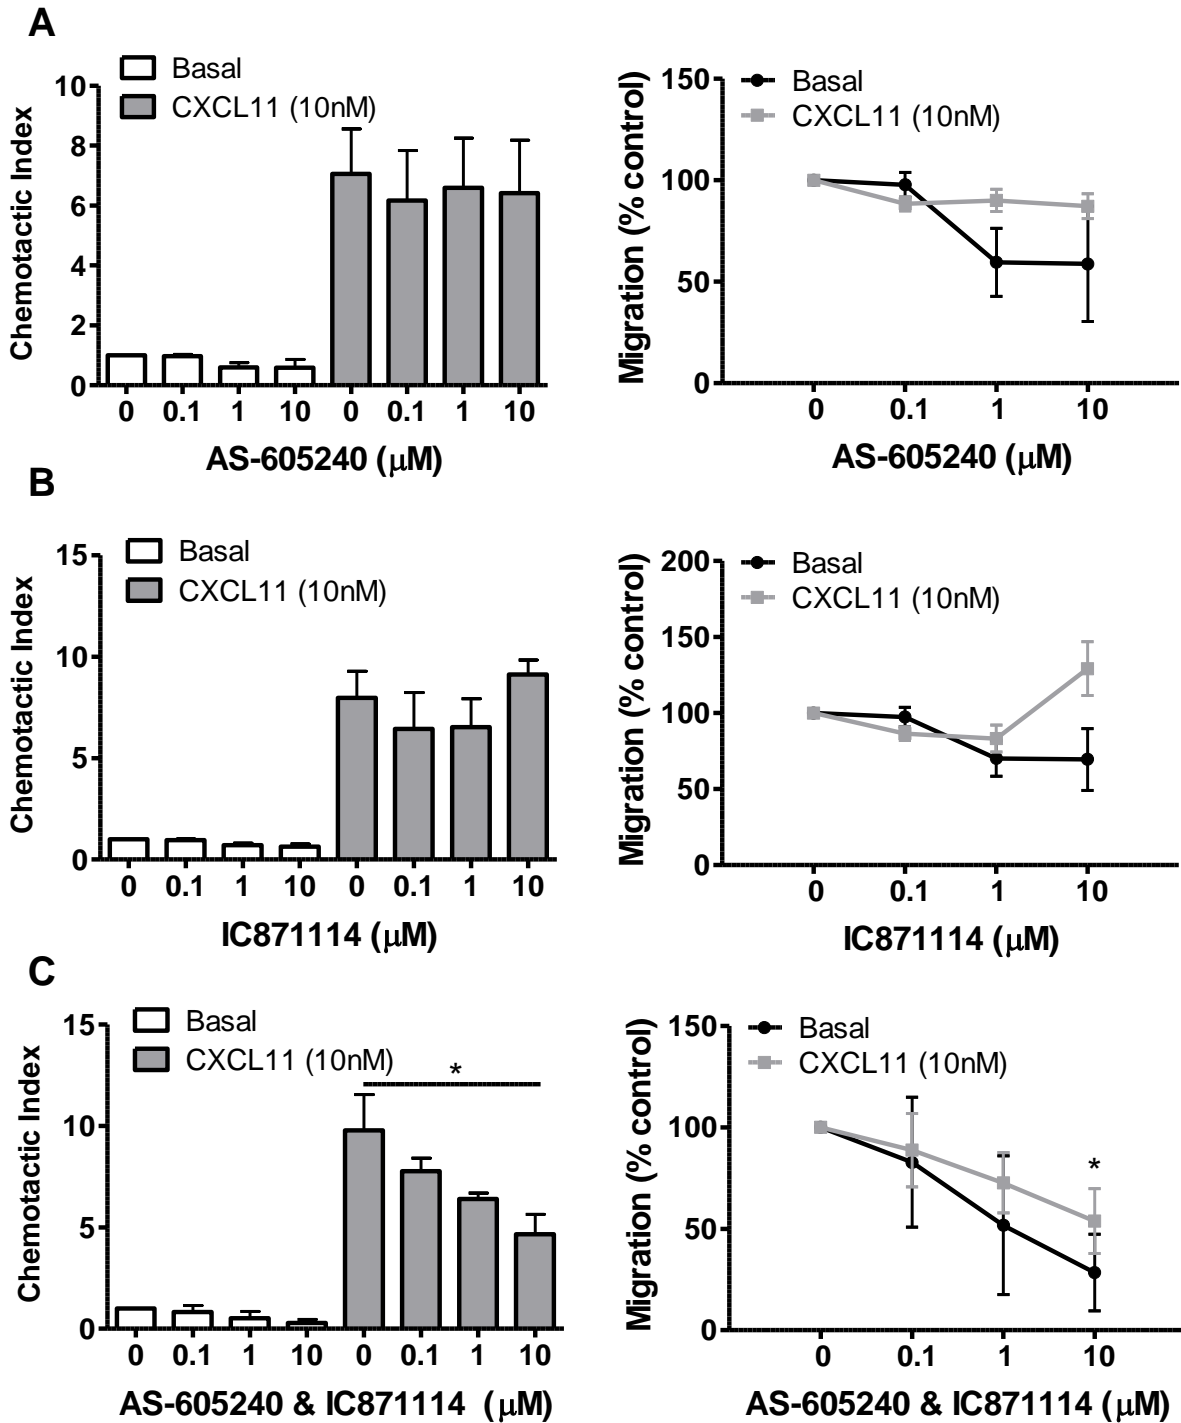 A
Basal
CXCL11 (10nM)
Chemotactic Index
10
8
6
4
2
0
0 0.1 1 10 0 0.1 1 10
AS-605240 (μM)
Basal
CXCL11 (10nM)
Migration (% control)
150
100
50
0
0 0.1 1 10
AS-605240 (μM)
B
Basal
CXCL11 (10nM)
Chemotactic Index
15
10
5
0
0 0.1 1 10 0 0.1 1 10
IC871114 (μM)
Basal
CXCL11 (10nM)
Migration (% control)
200
150
100
50
0
0 0.1 1 10
IC871114 (μM)
C
Basal
CXCL11 (10nM)
*
Chemotactic Index
15
10
5
0
0 0.1 1 10 0 0.1 1 10
AS-605240 & IC871114 (μM)
Basal
CXCL11 (10nM)
*
Migration (% control)
150
100
50
0
0 0.1 1 10
AS-605240 & IC871114 (μM)